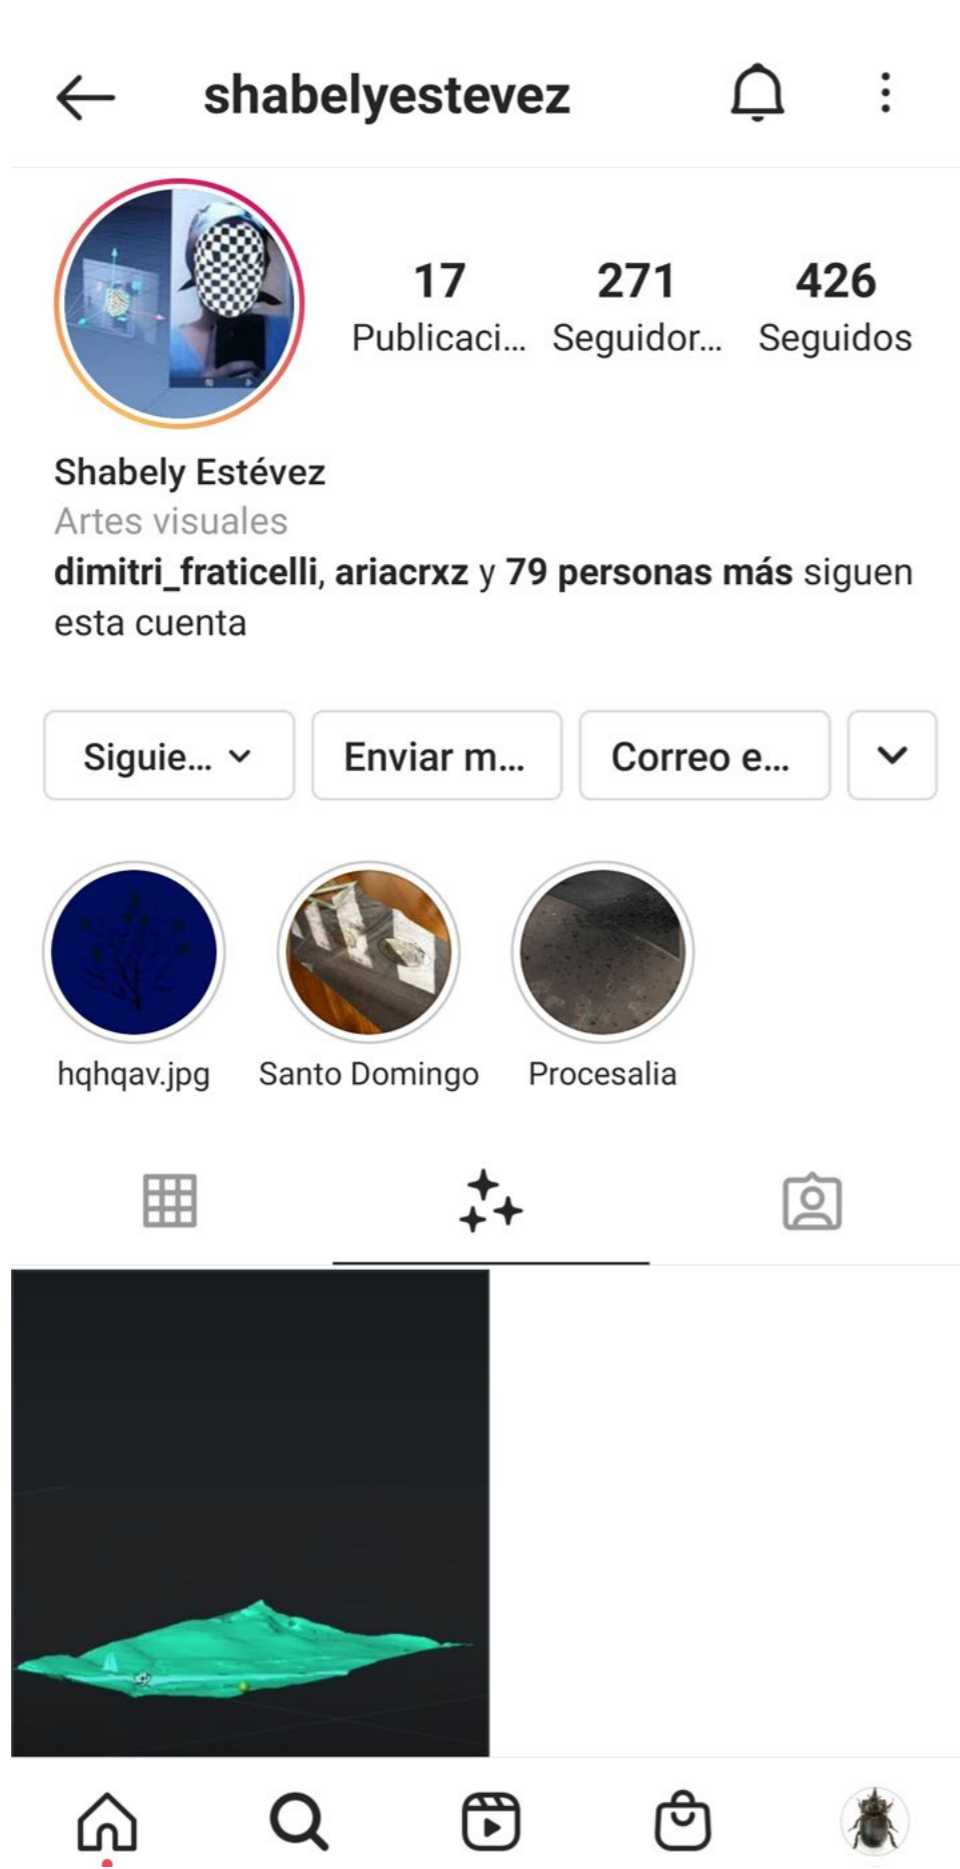 shabelyestevez
17 271 426
Publicaci... Seguidor... Seguidos
Shabely Estévez
Artes visuales
dimitri_fraticelli, ariacrxz y 79 personas más siguen
esta cuenta
Siguie... Enviar m... Correo e...
hqhqav.jpg Santo Domingo Procesalia